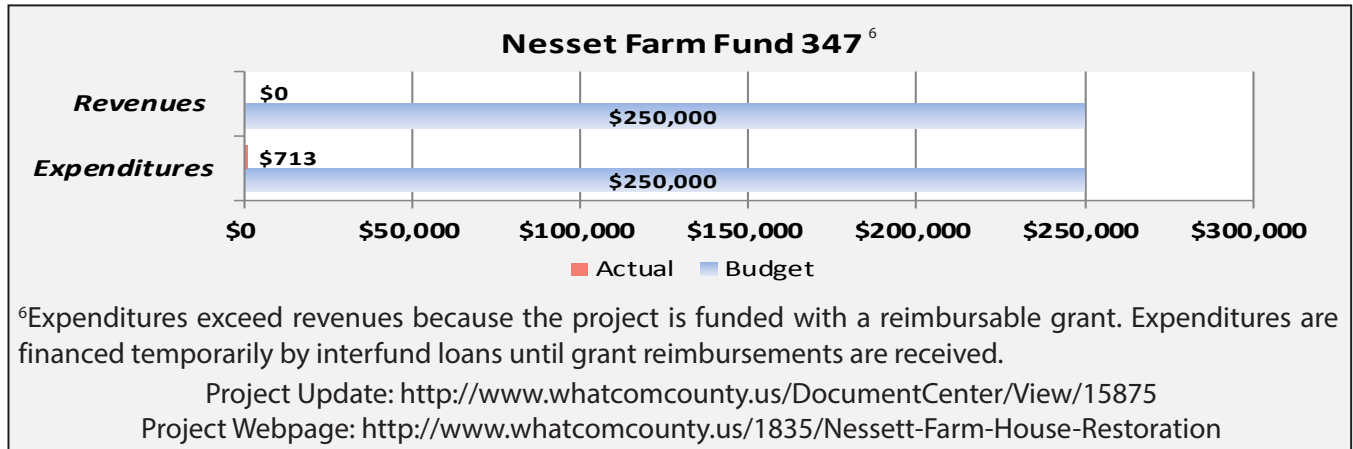 Nesset Farm Fund 347 6
Revenues
$0
$250,000
Expenditures
$713
$250,000
$0 $50,000 $100,000 $150,000 $200,000 $250,000 $300,000
Actual Budget
6Expenditures exceed revenues because the project is funded with a reimbursable grant. Expenditures are
financed temporarily by interfund loans until grant reimbursements are received.
Project Update: http://www.whatcomcounty.us/DocumentCenter/View/15875
Project Webpage: http://www.whatcomcounty.us/1835/Nessett-Farm-House-Restoration